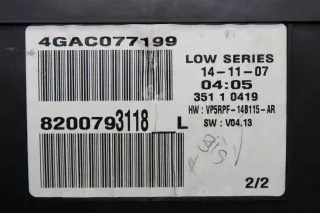 4GAC077199
LOW SERIES
14-11-07
04:05
351 1 0419
HW : VP5RPF-14B115-AR
8200793118__L
SW : V04.13
2/2